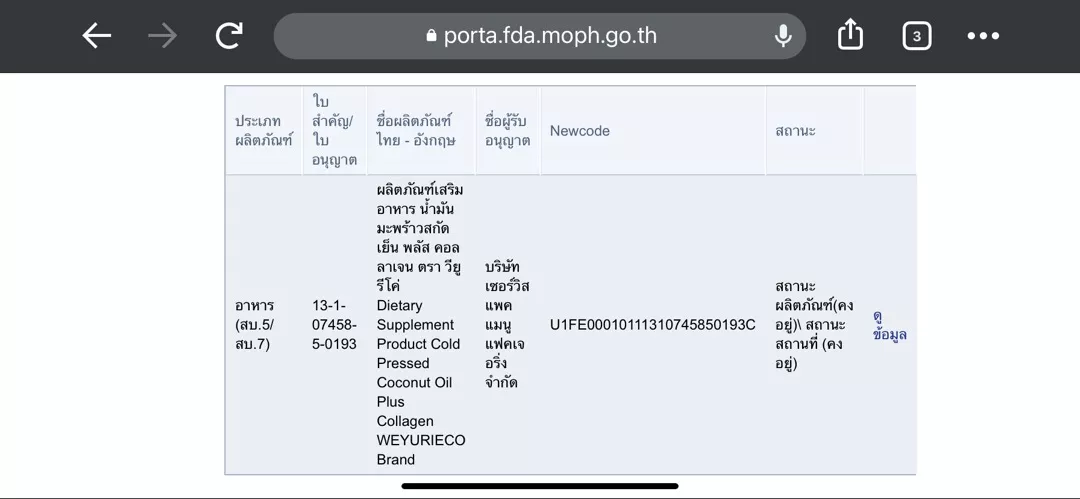 porta.fda.moph.go.th
3
ประเภท
ผลิตภัณฑ์
ใบ
สำคัญ/
ใบ
อนุญาต
ชื่อผลิตภัณฑ์
ไทย - อังกฤษ
ชื่อผู้รับ
อนุญาต
Newcode
สถานะ
อาหาร
(สบ.5/
สบ.7)
13-1-
07458-
5-0193
ผลิตภัณฑ์เสริม
อาหาร น้ำมัน
มะพร้าวสกัด
เย็น พลัส คอล
ลาเจน ตรา วียู
รีโค่
Dietary
Supplement
Product Cold
Pressed
Coconut Oil
Plus
Collagen
WEYURIECO
Brand
บริษัท
เซอร์วิส
แพค
แมนู
แฟคเจ
อริ่ง
จำกัด
U1FE00010111310745850193C
สถานะ
ผลิตภัณฑ์(คง
อยู่)\ สถานะ
สถานที่ (คง
อยู่)
ดู
ข้อมูล